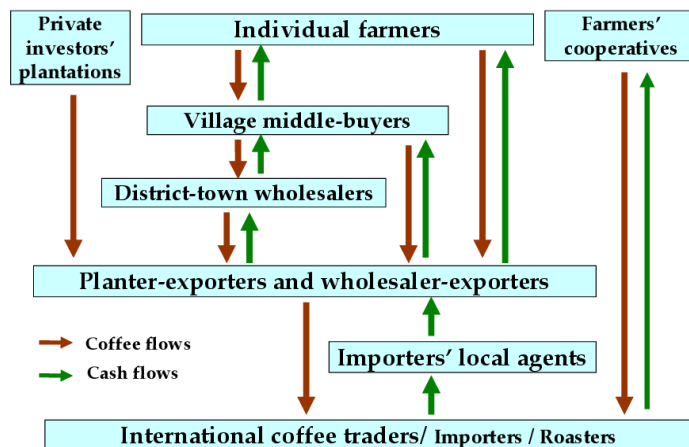 Private
investors'
plantations
Individual farmers
Farmers'
cooperatives
Village middle-buyers
District-town wholesalers
Planter-exporters and wholesaler-exporters
Coffee flows
Cash flows
Importers' local agents
International coffee traders/ Importers / Roasters